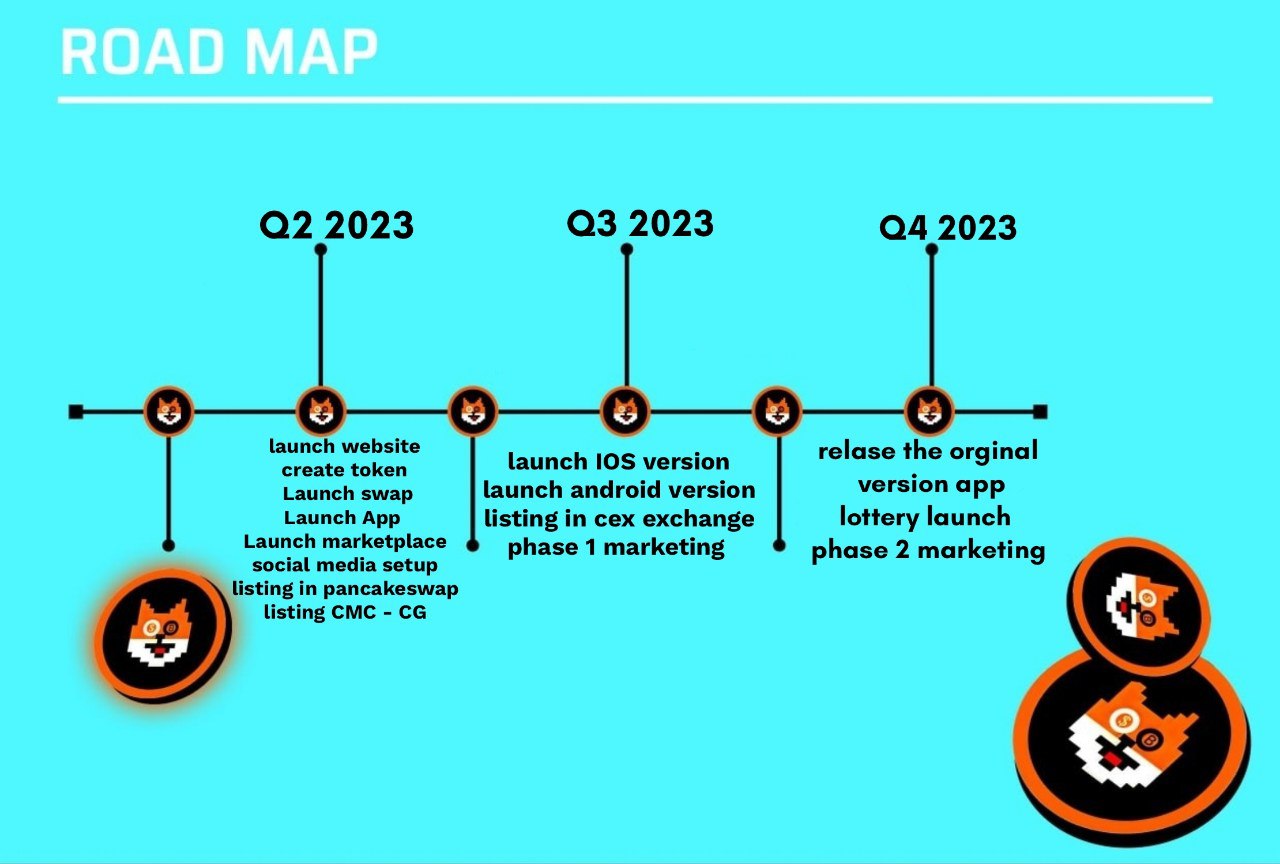 ROAD MAP
Q2 2023
Q3 2023
Q4 2023
launch website
create token
Launch swap
Launch App
Launch marketplace
social media setup
listing in pancakeswap
listing CMC - CG
launch IOS version
launch android version
listing in cex exchange
phase 1 marketing
relase the orginal
version app
lottery launch
phase 2 marketing
S
B